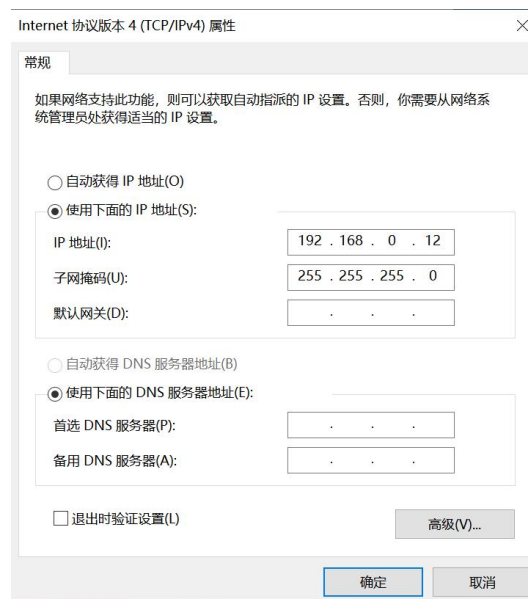 Internet 协议版本 4 (TCP/IPv4) 属性
常规
如果网络支持此功能，则可以获取自动指派的 IP 设置。否则，你需要从网络系
统管理员处获得适当的 IP 设置。
自动获得 IP 地址(O)
使用下面的 IP 地址(S):
IP 地址(I):
192 . 168 . 0 . 12
子网掩码(U):
255 . 255 . 255 . 0
默认网关(D):
. . .
自动获得 DNS 服务器地址(B)
使用下面的 DNS 服务器地址(E):
首选 DNS 服务器(P):
. . .
备用 DNS 服务器(A):
. . .
退出时验证设置(L)
高级(V)...
确定
取消